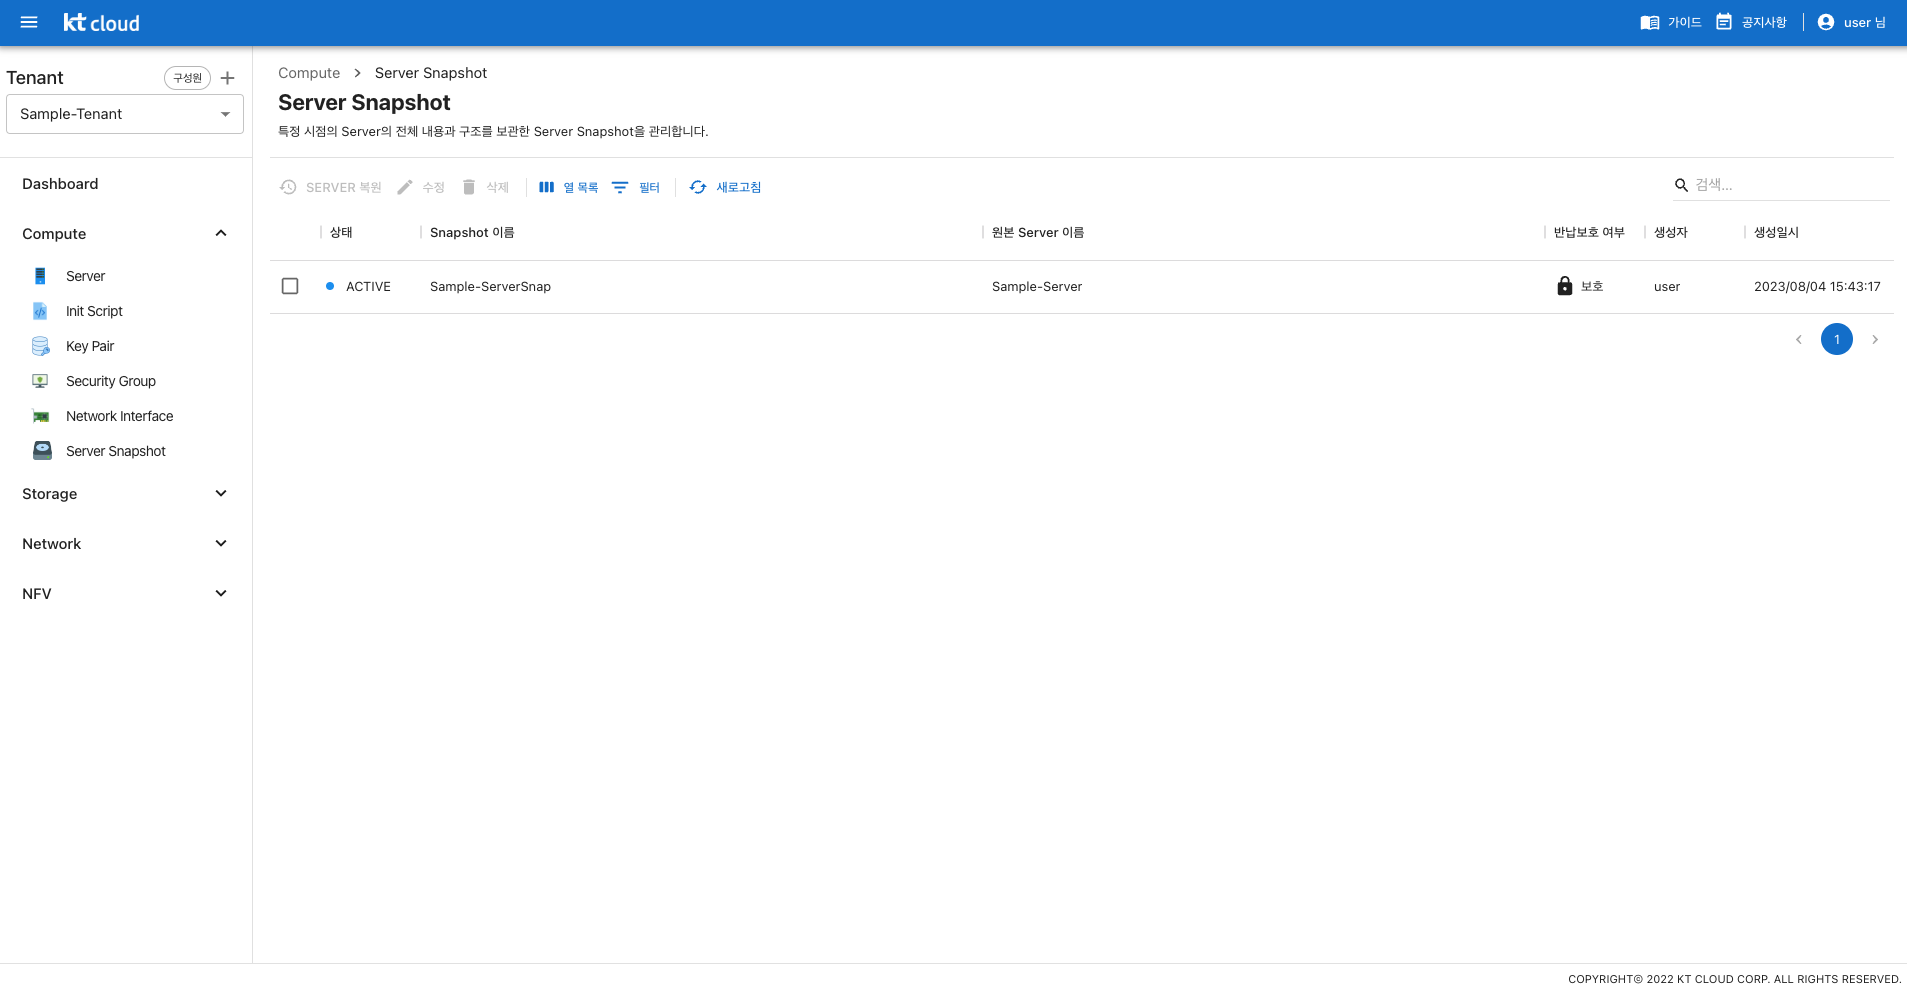 kt cloud
가이드
공지사항
user 님
Tenant
구성원
Sample-Tenant
Dashboard
Compute
Server
Init Script
Key Pair
Security Group
Network Interface
Server Snapshot
Storage
Network
NFV
Compute > Server Snapshot
Server Snapshot
특정 시점의 Server의 전체 내용과 구조를 보관한 Server Snapshot을 관리합니다.
SERVER 복원 수정 삭제 열 목록 필터 새로고침 검색...
상태 Snapshot 이름 원본 Server 이름 반납보호 여부 생성자 생성일시
ACTIVE Sample-ServerSnap Sample-Server 보호 user 2023/08/04 15:43:17
1
COPYRIGHT© 2022 KT CLOUD CORP. ALL RIGHTS RESERVED.